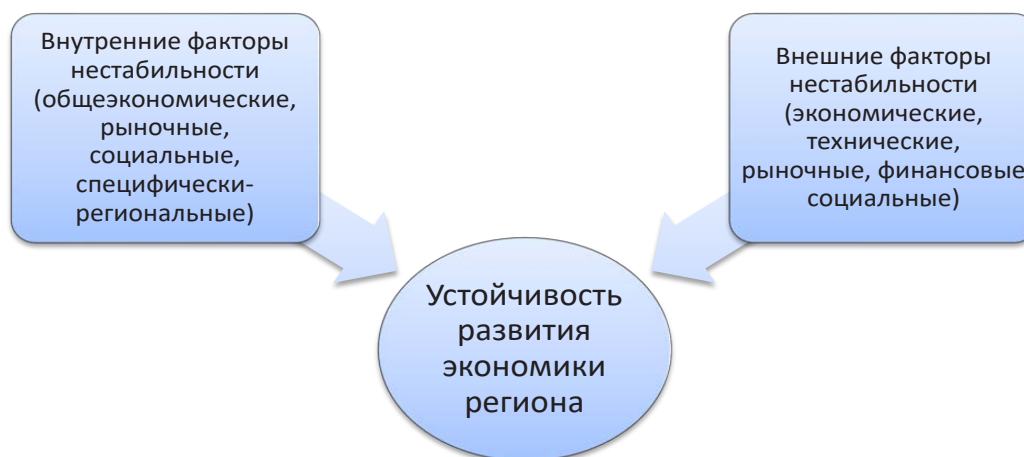 Внутренние факторы
нестабильности
(общеэкономические,
рыночные,
социальные,
специфически-
региональные)
Внешние факторы
нестабильности
(экономические,
технические,
рыночные, финансовые
социальные)
Устойчивость
развития
экономики
региона